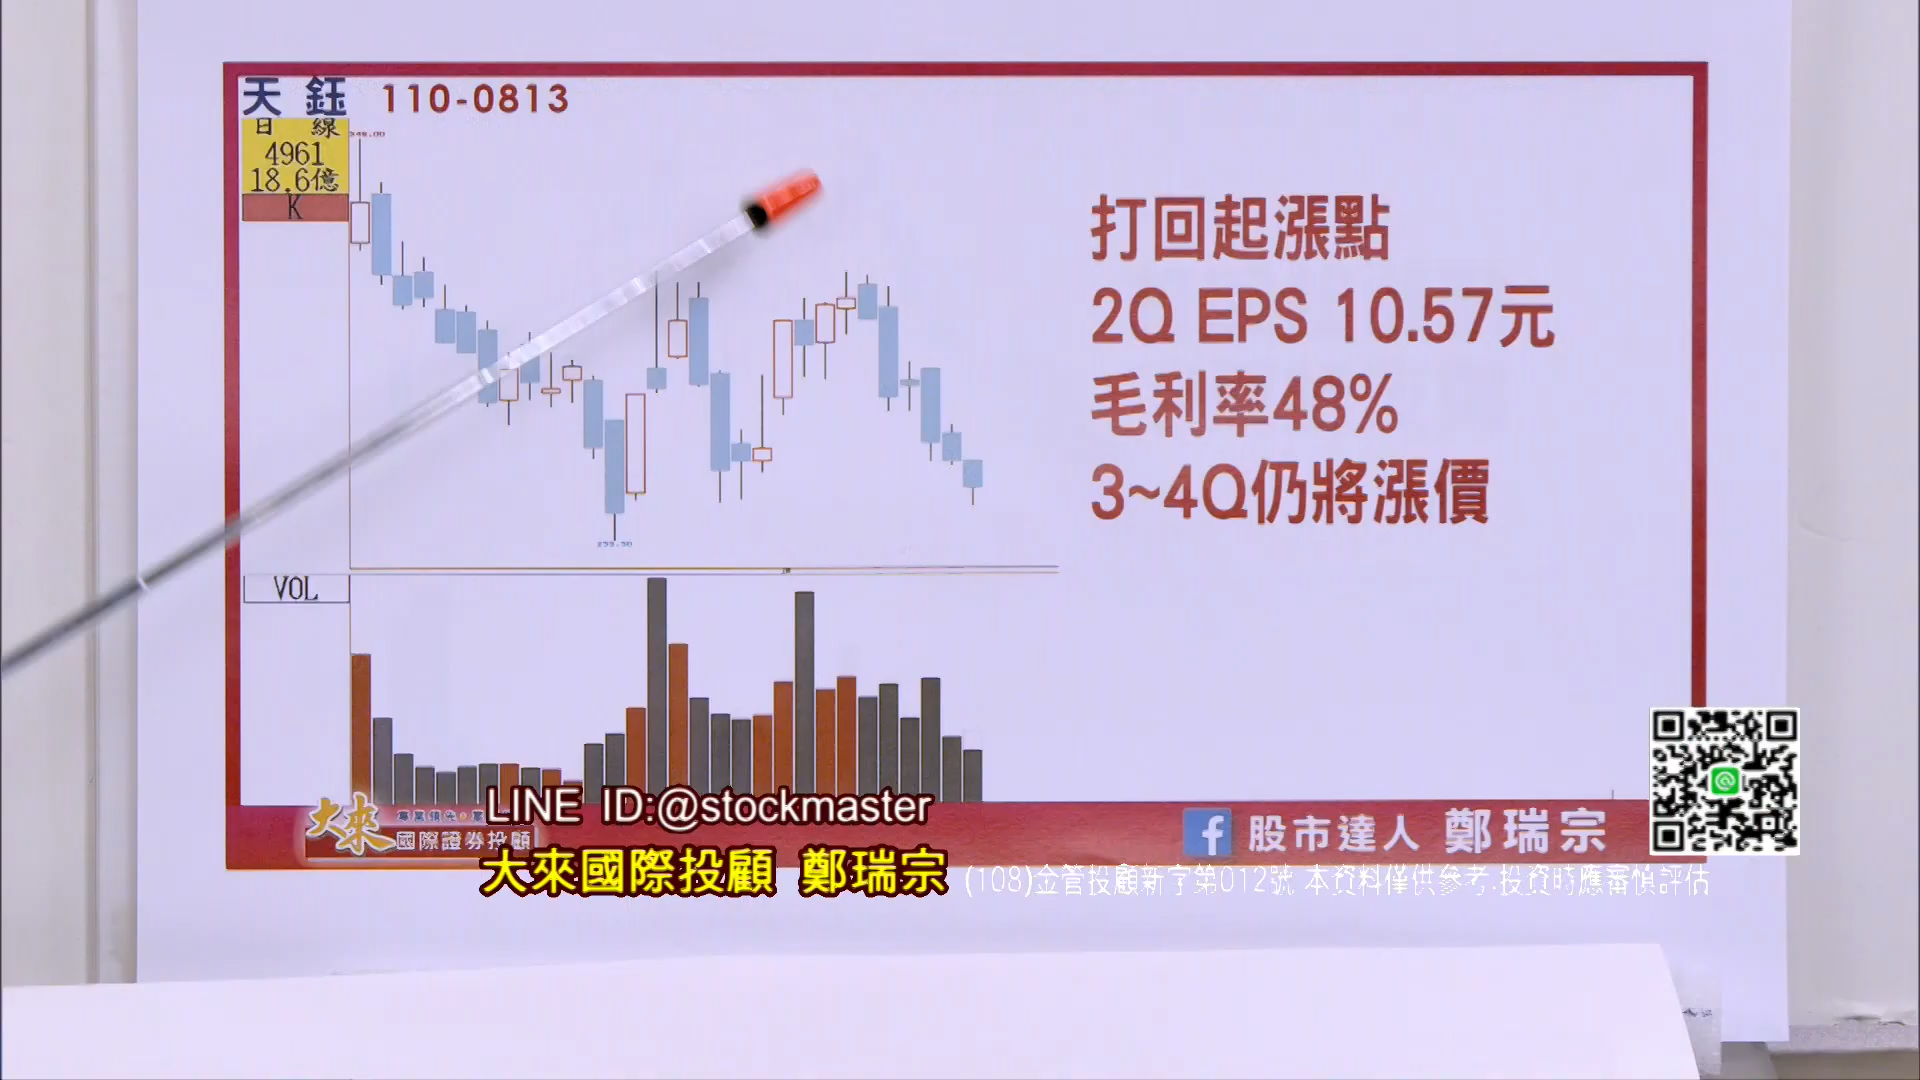 天鈺 110-0813
日線
4961
18.6億
K
打回起漲點
2Q EPS 10.57元
毛利率48%
3~4Q仍將漲價
VOL
大來
國際證券投顧
LINE ID:@stockmaster
股市達人 鄭瑞宗
大來國際投顧 鄭瑞宗
(108)金管投顧新字第012號 本資料僅供參考.投資時應審慎評估